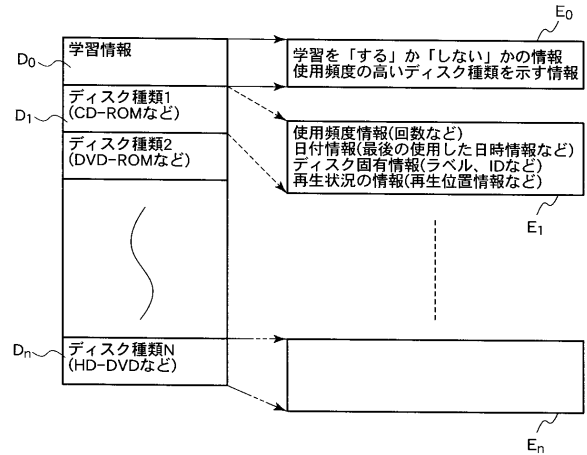 E0
学習情報
D0
学習を「する」か「しない」かの情報
使用頻度の高いディスク種類を示す情報
ディスク種類1
(CD-ROMなど)
D1
ディスク種類2
(DVD-ROMなど)
使用頻度情報(回数など)
日付情報(最後の使用した日時情報など)
ディスク固有情報(ラベル、IDなど)
再生状況の情報(再生位置情報など)
E1
Dn
ディスク種類N
(HD-DVDなど)
En